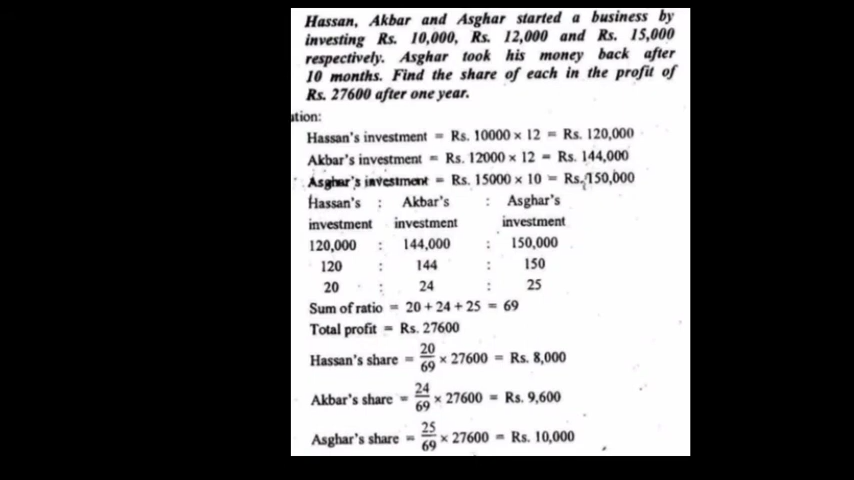 Hassan, Akbar and Asghar started a business by
investing Rs. 10,000, Rs. 12,000 and Rs. 15,000
respectively. Asghar took his money back after
10 months. Find the share of each in the profit of
Rs. 27600 after one year.
ation:
Hassan's investment = Rs. 10000 × 12 = Rs. 120,000
Akbar's investment = Rs. 12000 × 12 = Rs. 144,000
Asghar's investment = Rs. 15000 × 10 = Rs. 150,000
Hassan's : Akbar's : Asghar's
investment investment investment
120,000 : 144,000 : 150,000
120 : 144 : 150
20 : 24 : 25
Sum of ratio = 20 + 24 + 25 = 69
Total profit = Rs. 27600
Hassan's share = 20/69 × 27600 = Rs. 8,000
Akbar's share = 24/69 × 27600 = Rs. 9,600
Asghar's share = 25/69 × 27600 = Rs. 10,000